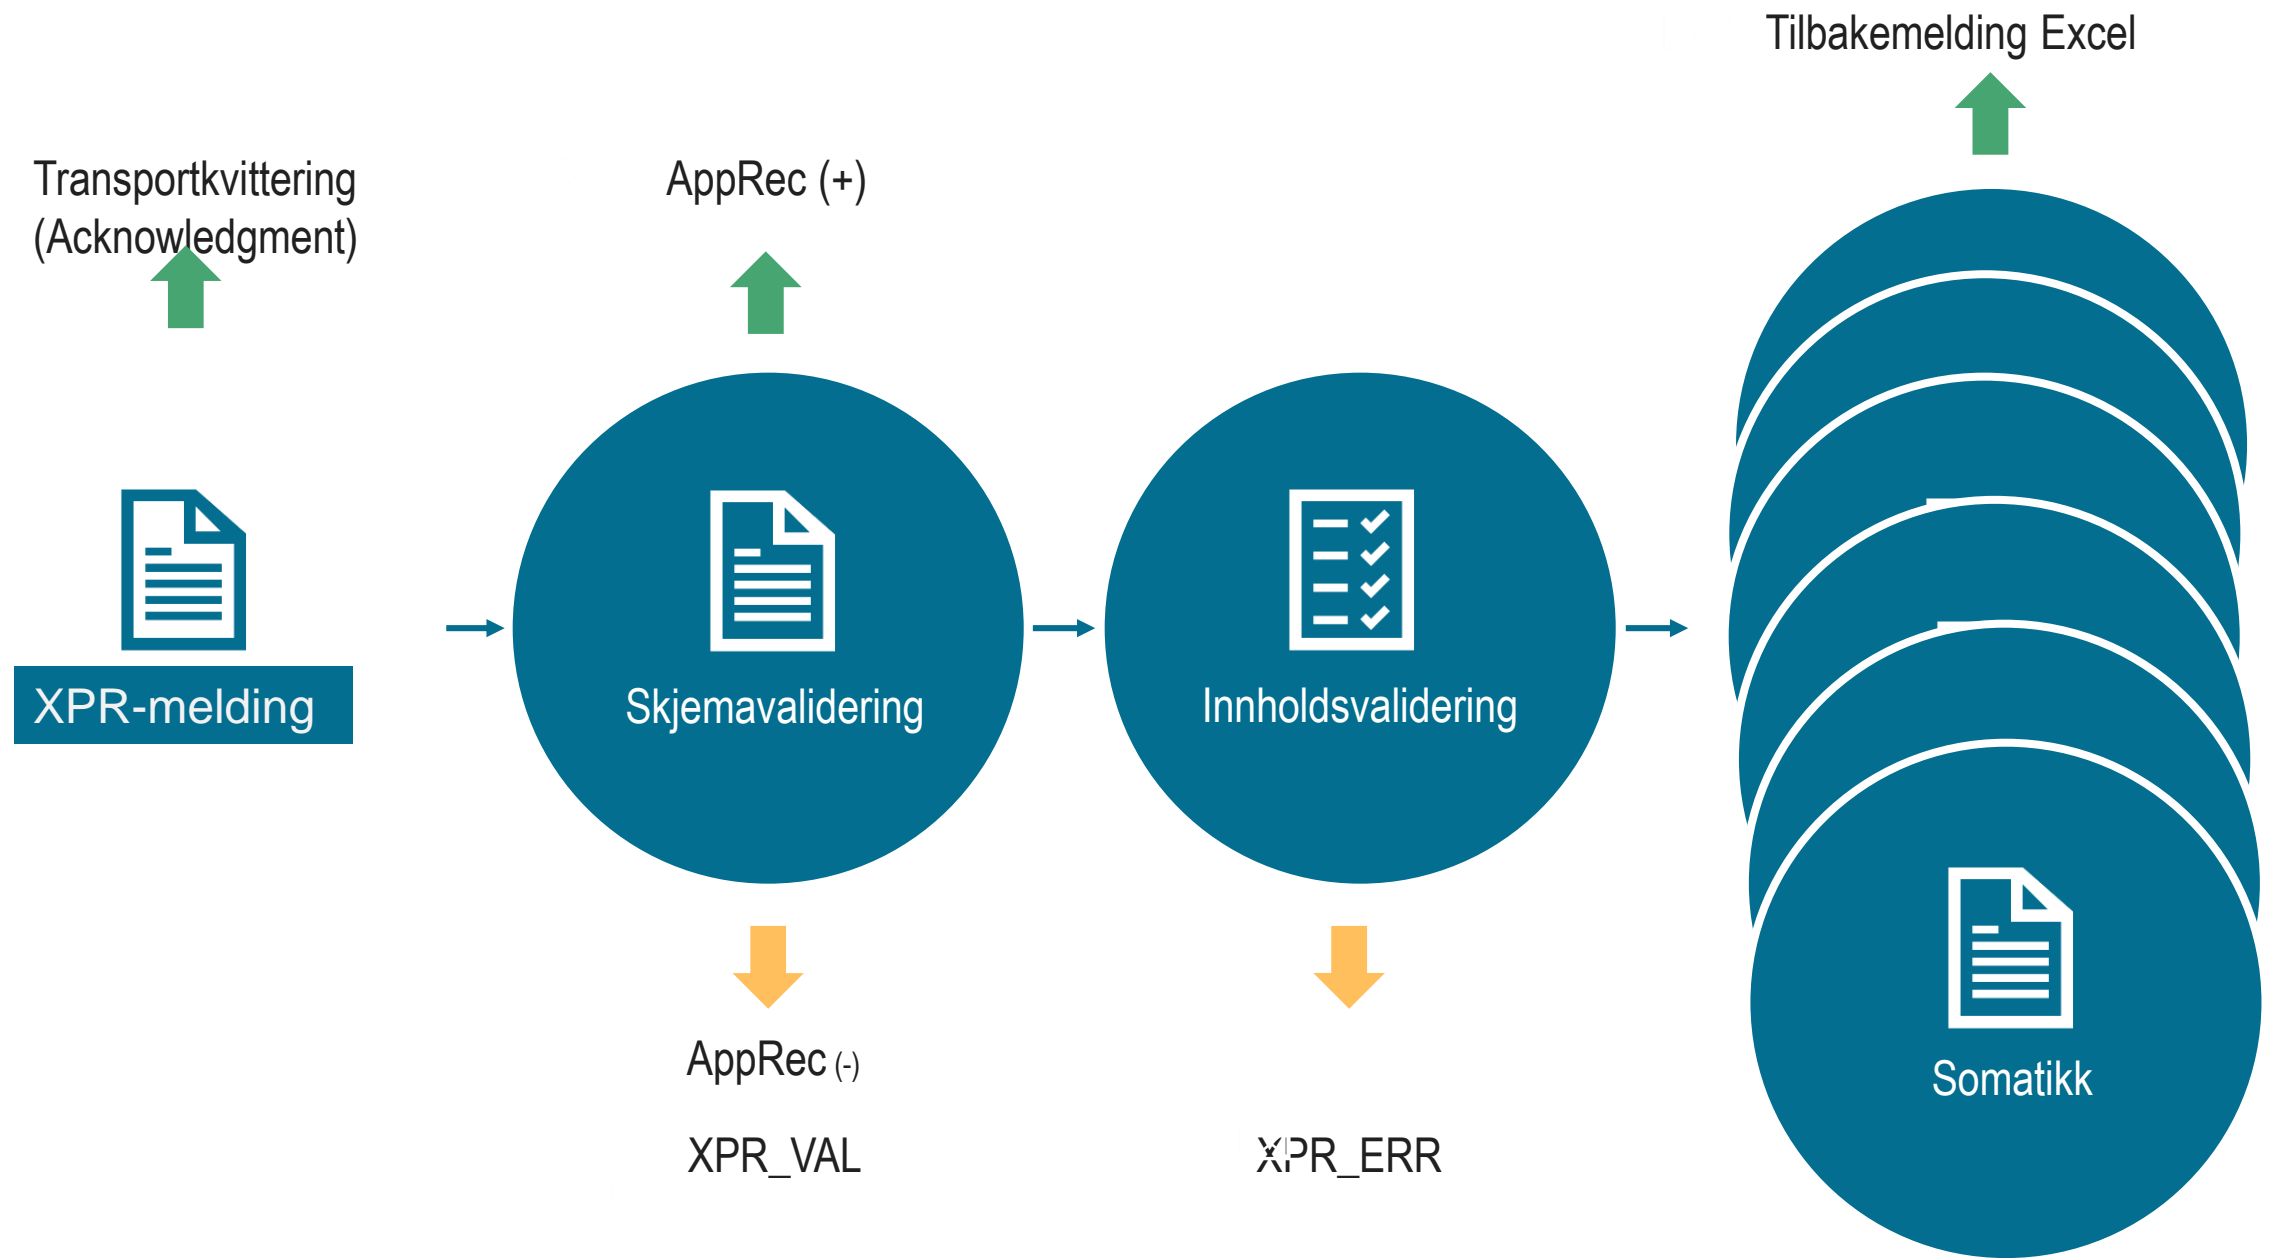 Tilbakemelding Excel
Transportkvittering
(Acknowledgment)
AppRec (+)
XPR-melding
Skjemavalidering
Innholdsvalidering
Somatikk
AppRec (-)
XPR_VAL
XPR_ERR